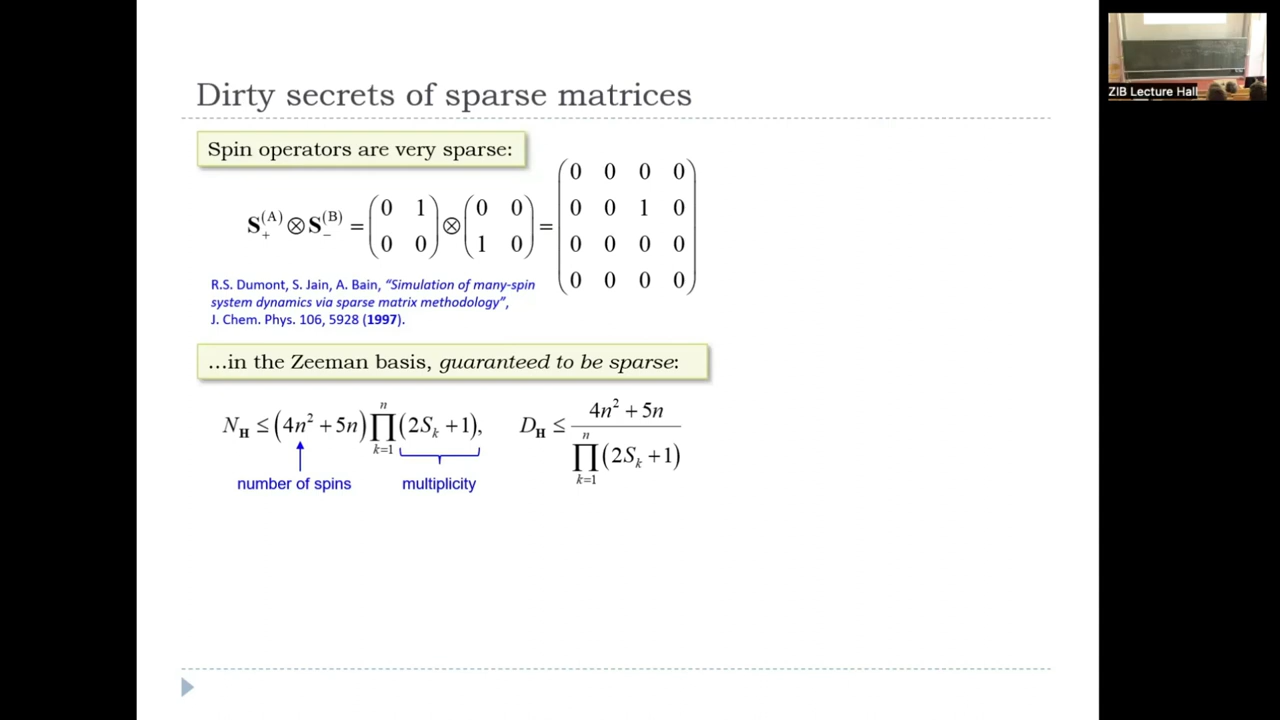 Dirty secrets of sparse matrices
ZIB Lecture Hall
Spin operators are very sparse:
S₊⁽ᴬ⁾ ⊗ S₋⁽ᴮ⁾ = (0 1; 0 0) ⊗ (0 0; 1 0) = (0 0 0 0; 0 0 1 0; 0 0 0 0; 0 0 0 0)
R.S. Dumont, S. Jain, A. Bain, “Simulation of many-spin
system dynamics via sparse matrix methodology”,
J. Chem. Phys. 106, 5928 (1997).
…in the Zeeman basis, guaranteed to be sparse:
N_H ≤ (4n² + 5n) ∏_{k=1}^{n} (2S_k + 1), D_H ≤ (4n² + 5n) / ∏_{k=1}^{n} (2S_k + 1)
number of spins multiplicity